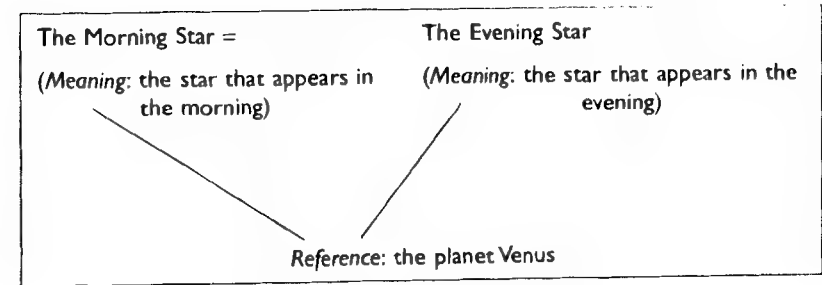 The Morning Star =
The Evening Star
(Meaning: the star that appears in
the morning)
(Meaning: the star that appears in the
evening)
Reference: the planet Venus